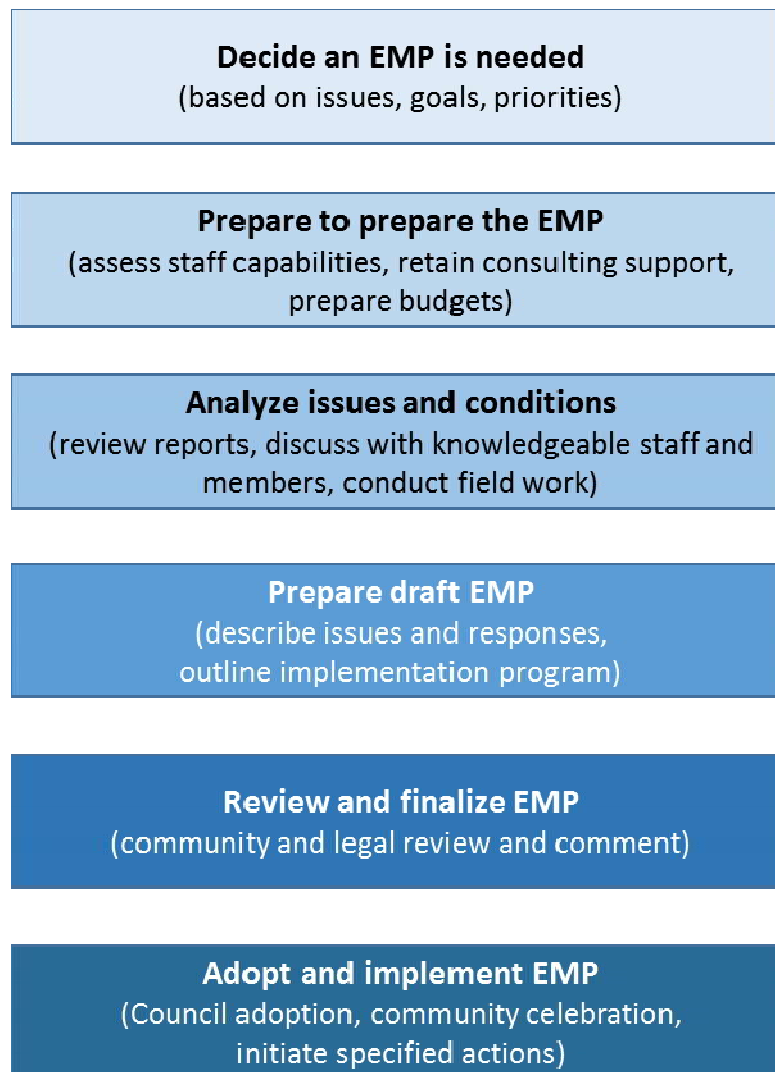 Decide an EMP is needed
(based on issues, goals, priorities)
Prepare to prepare the EMP
(assess staff capabilities, retain consulting support,
prepare budgets)
Analyze issues and conditions
(review reports, discuss with knowledgeable staff and
members, conduct field work)
Prepare draft EMP
(describe issues and responses,
outline implementation program)
Review and finalize EMP
(community and legal review and comment)
Adopt and implement EMP
(Council adoption, community celebration,
initiate specified actions)